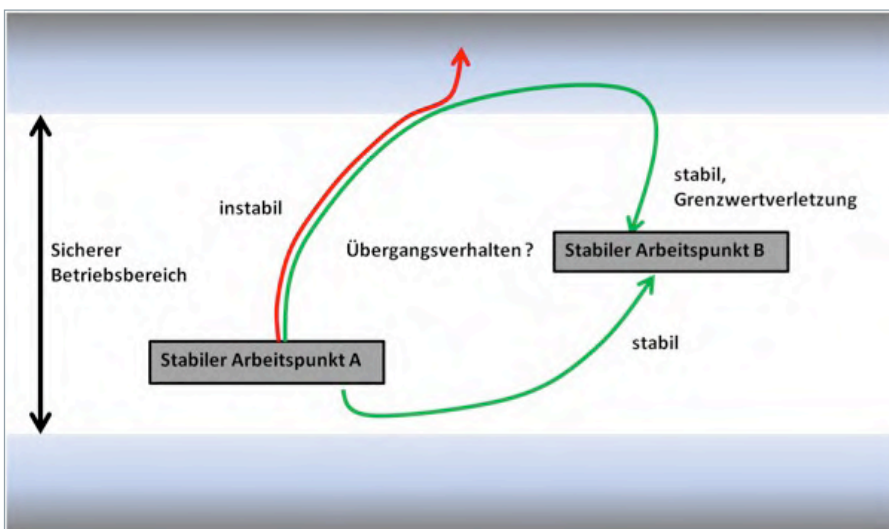 stabil,
Grenzwertverletzung
instabil
Sicherer
Betriebsbereich
Übergangsverhalten ?
Stabiler Arbeitspunkt B
Stabiler Arbeitspunkt A
stabil